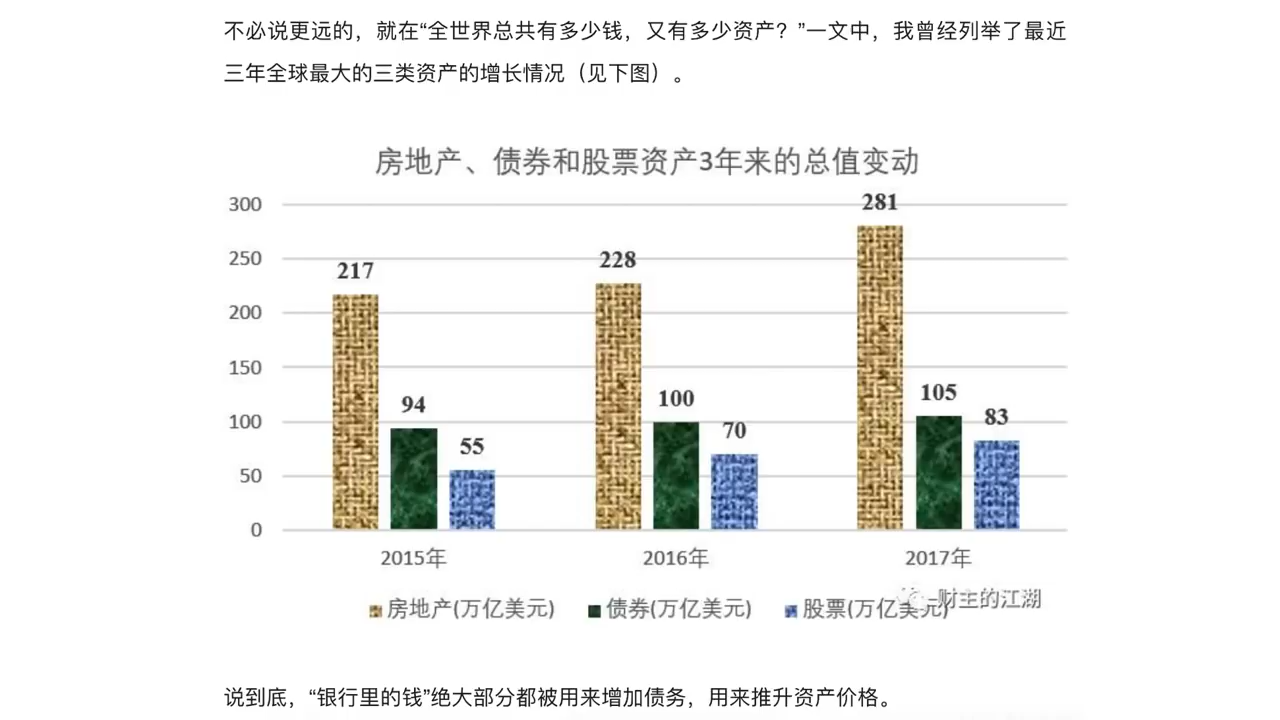 不必说更远的，就在“全世界总共有多少钱，又有多少资产？”一文中，我曾经列举了最近
三年全球最大的三类资产的增长情况（见下图）。
房地产、债券和股票资产3年来的总值变动
300
250
200
150
100
50
0
217
94
55
228
100
70
281
105
83
2015年
2016年
2017年
房地产(万亿美元)
债券(万亿美元)
股票(万亿美元)
财主的江湖
说到底，“银行里的钱”绝大部分都被用来增加债务，用来推升资产价格。